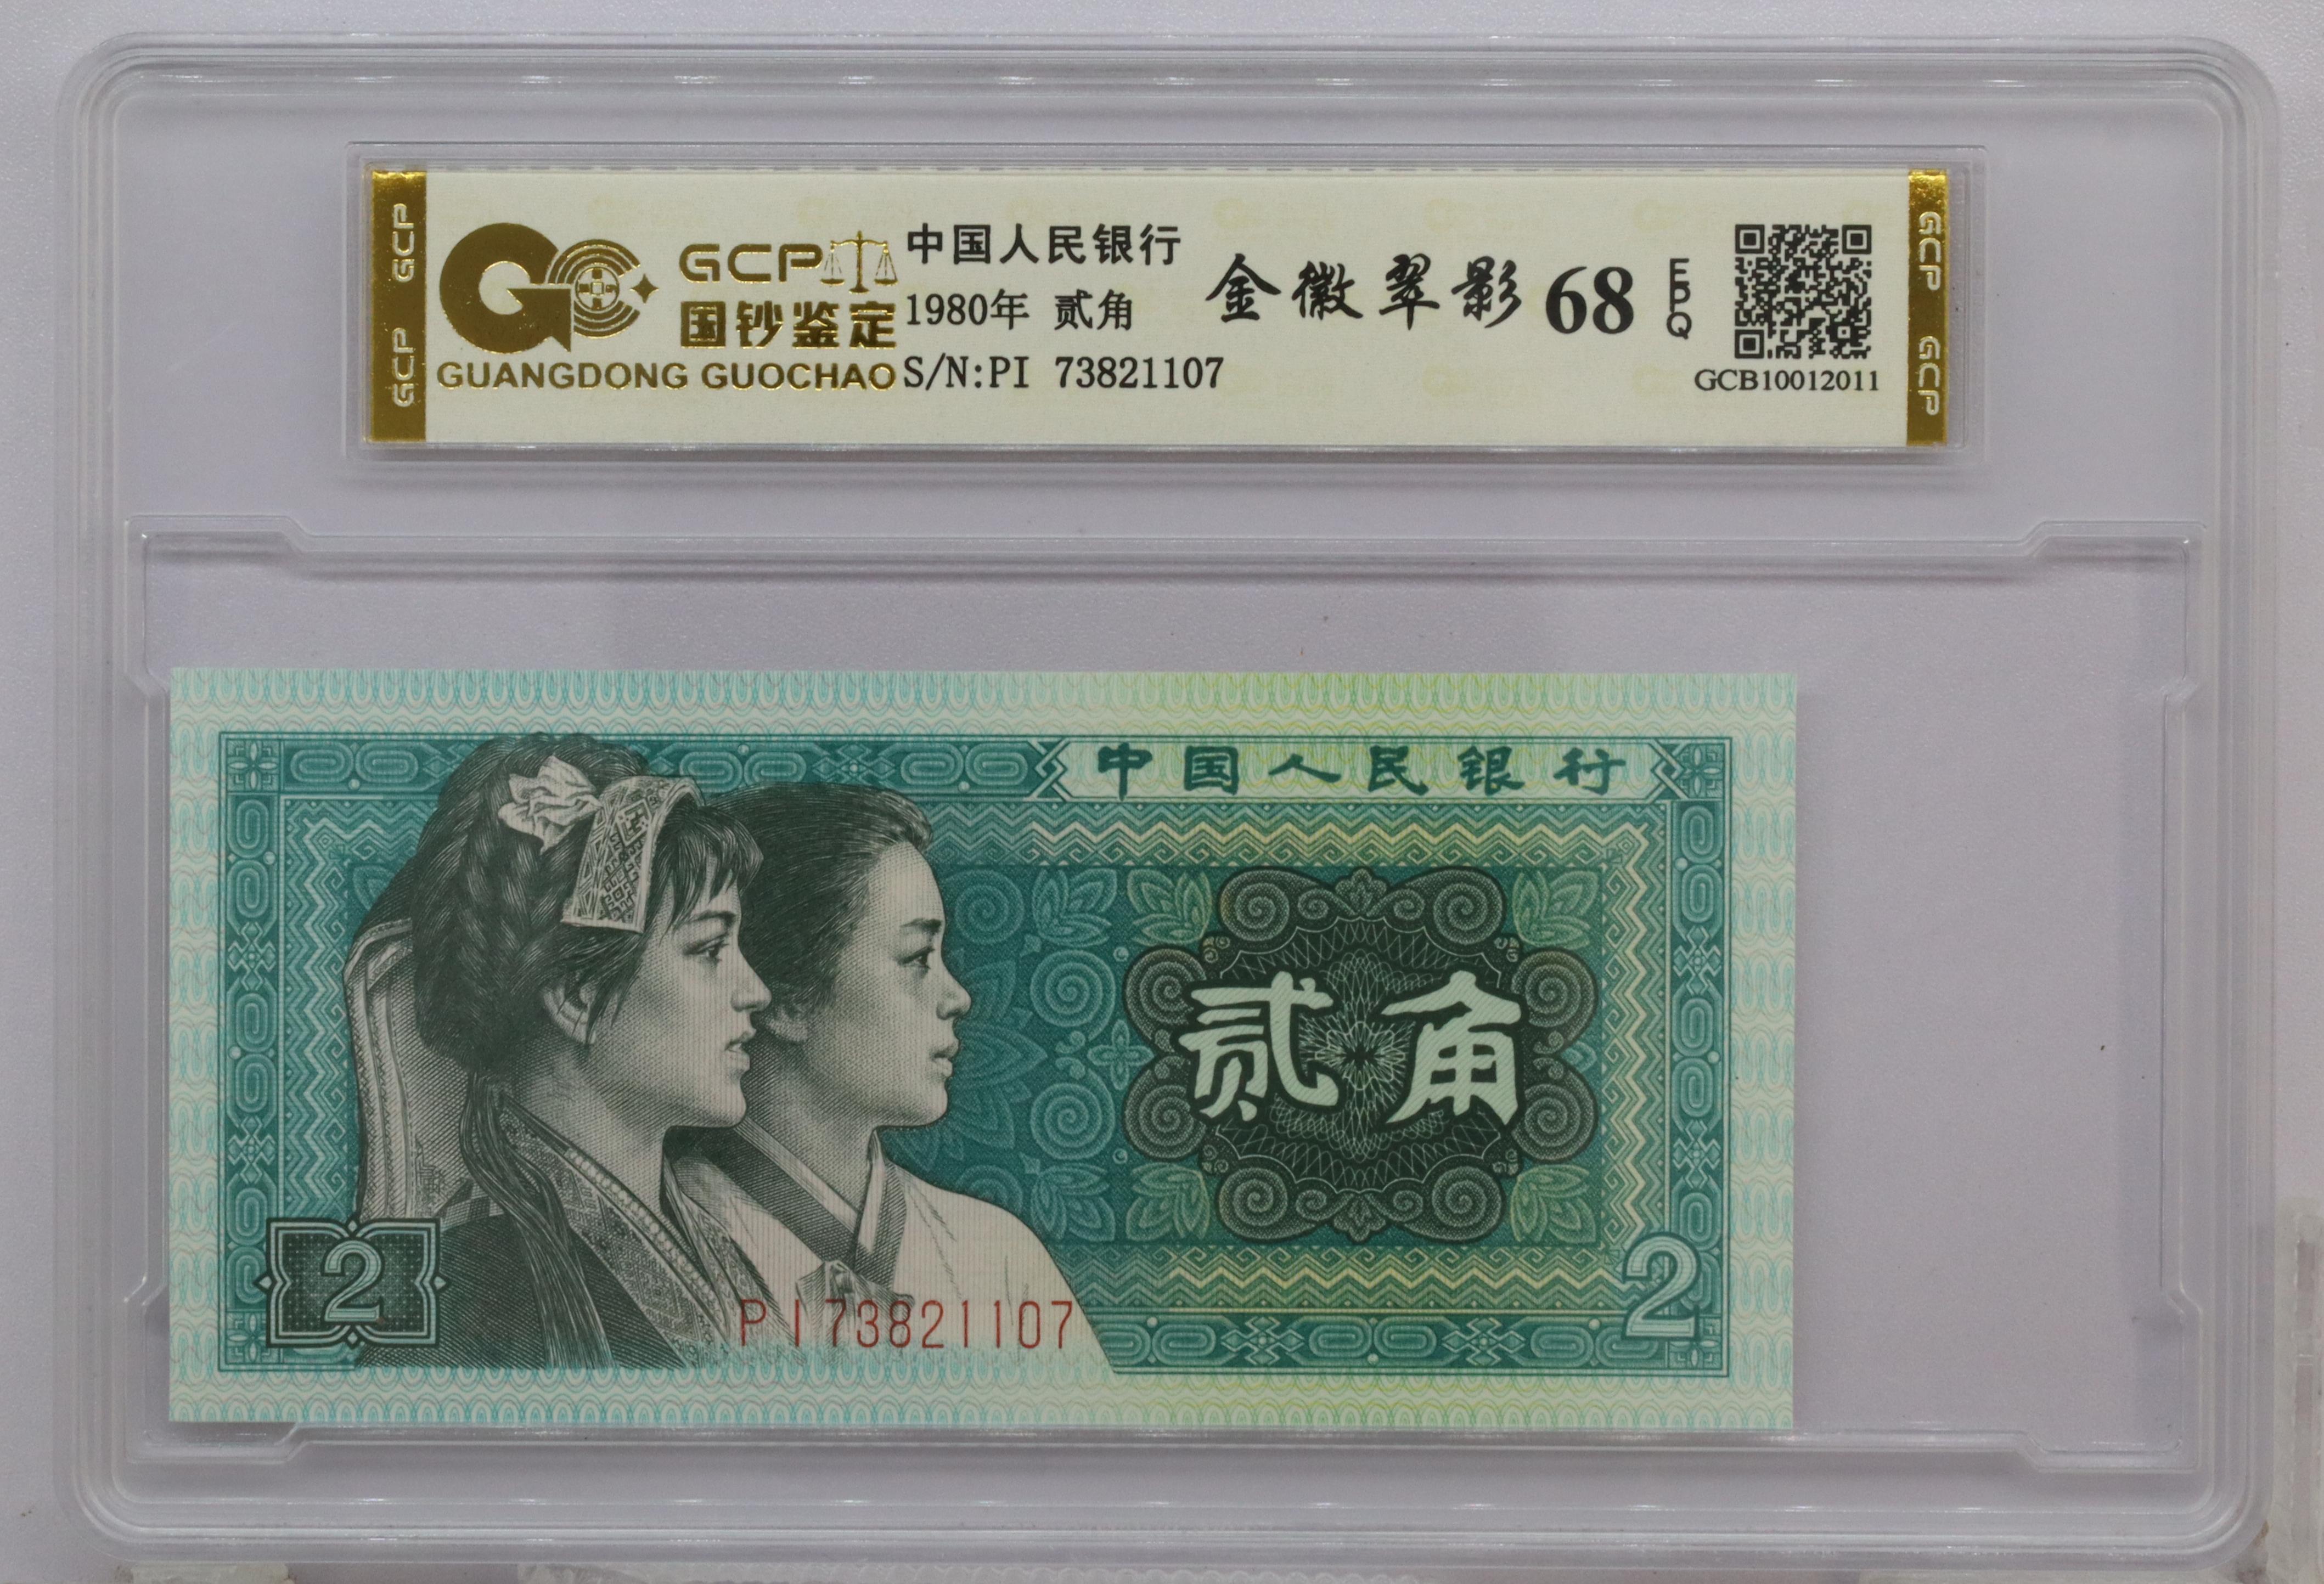 GCP GCP
GCP
国钞鉴定
GUANGDONG GUOCHAO
中国人民银行
1980年 贰角
S/N:PI 73821107
金徽翠影 68 EPQ
GCB10012011
GCP GCP
中国人民银行
贰角
2
PI73821107
2